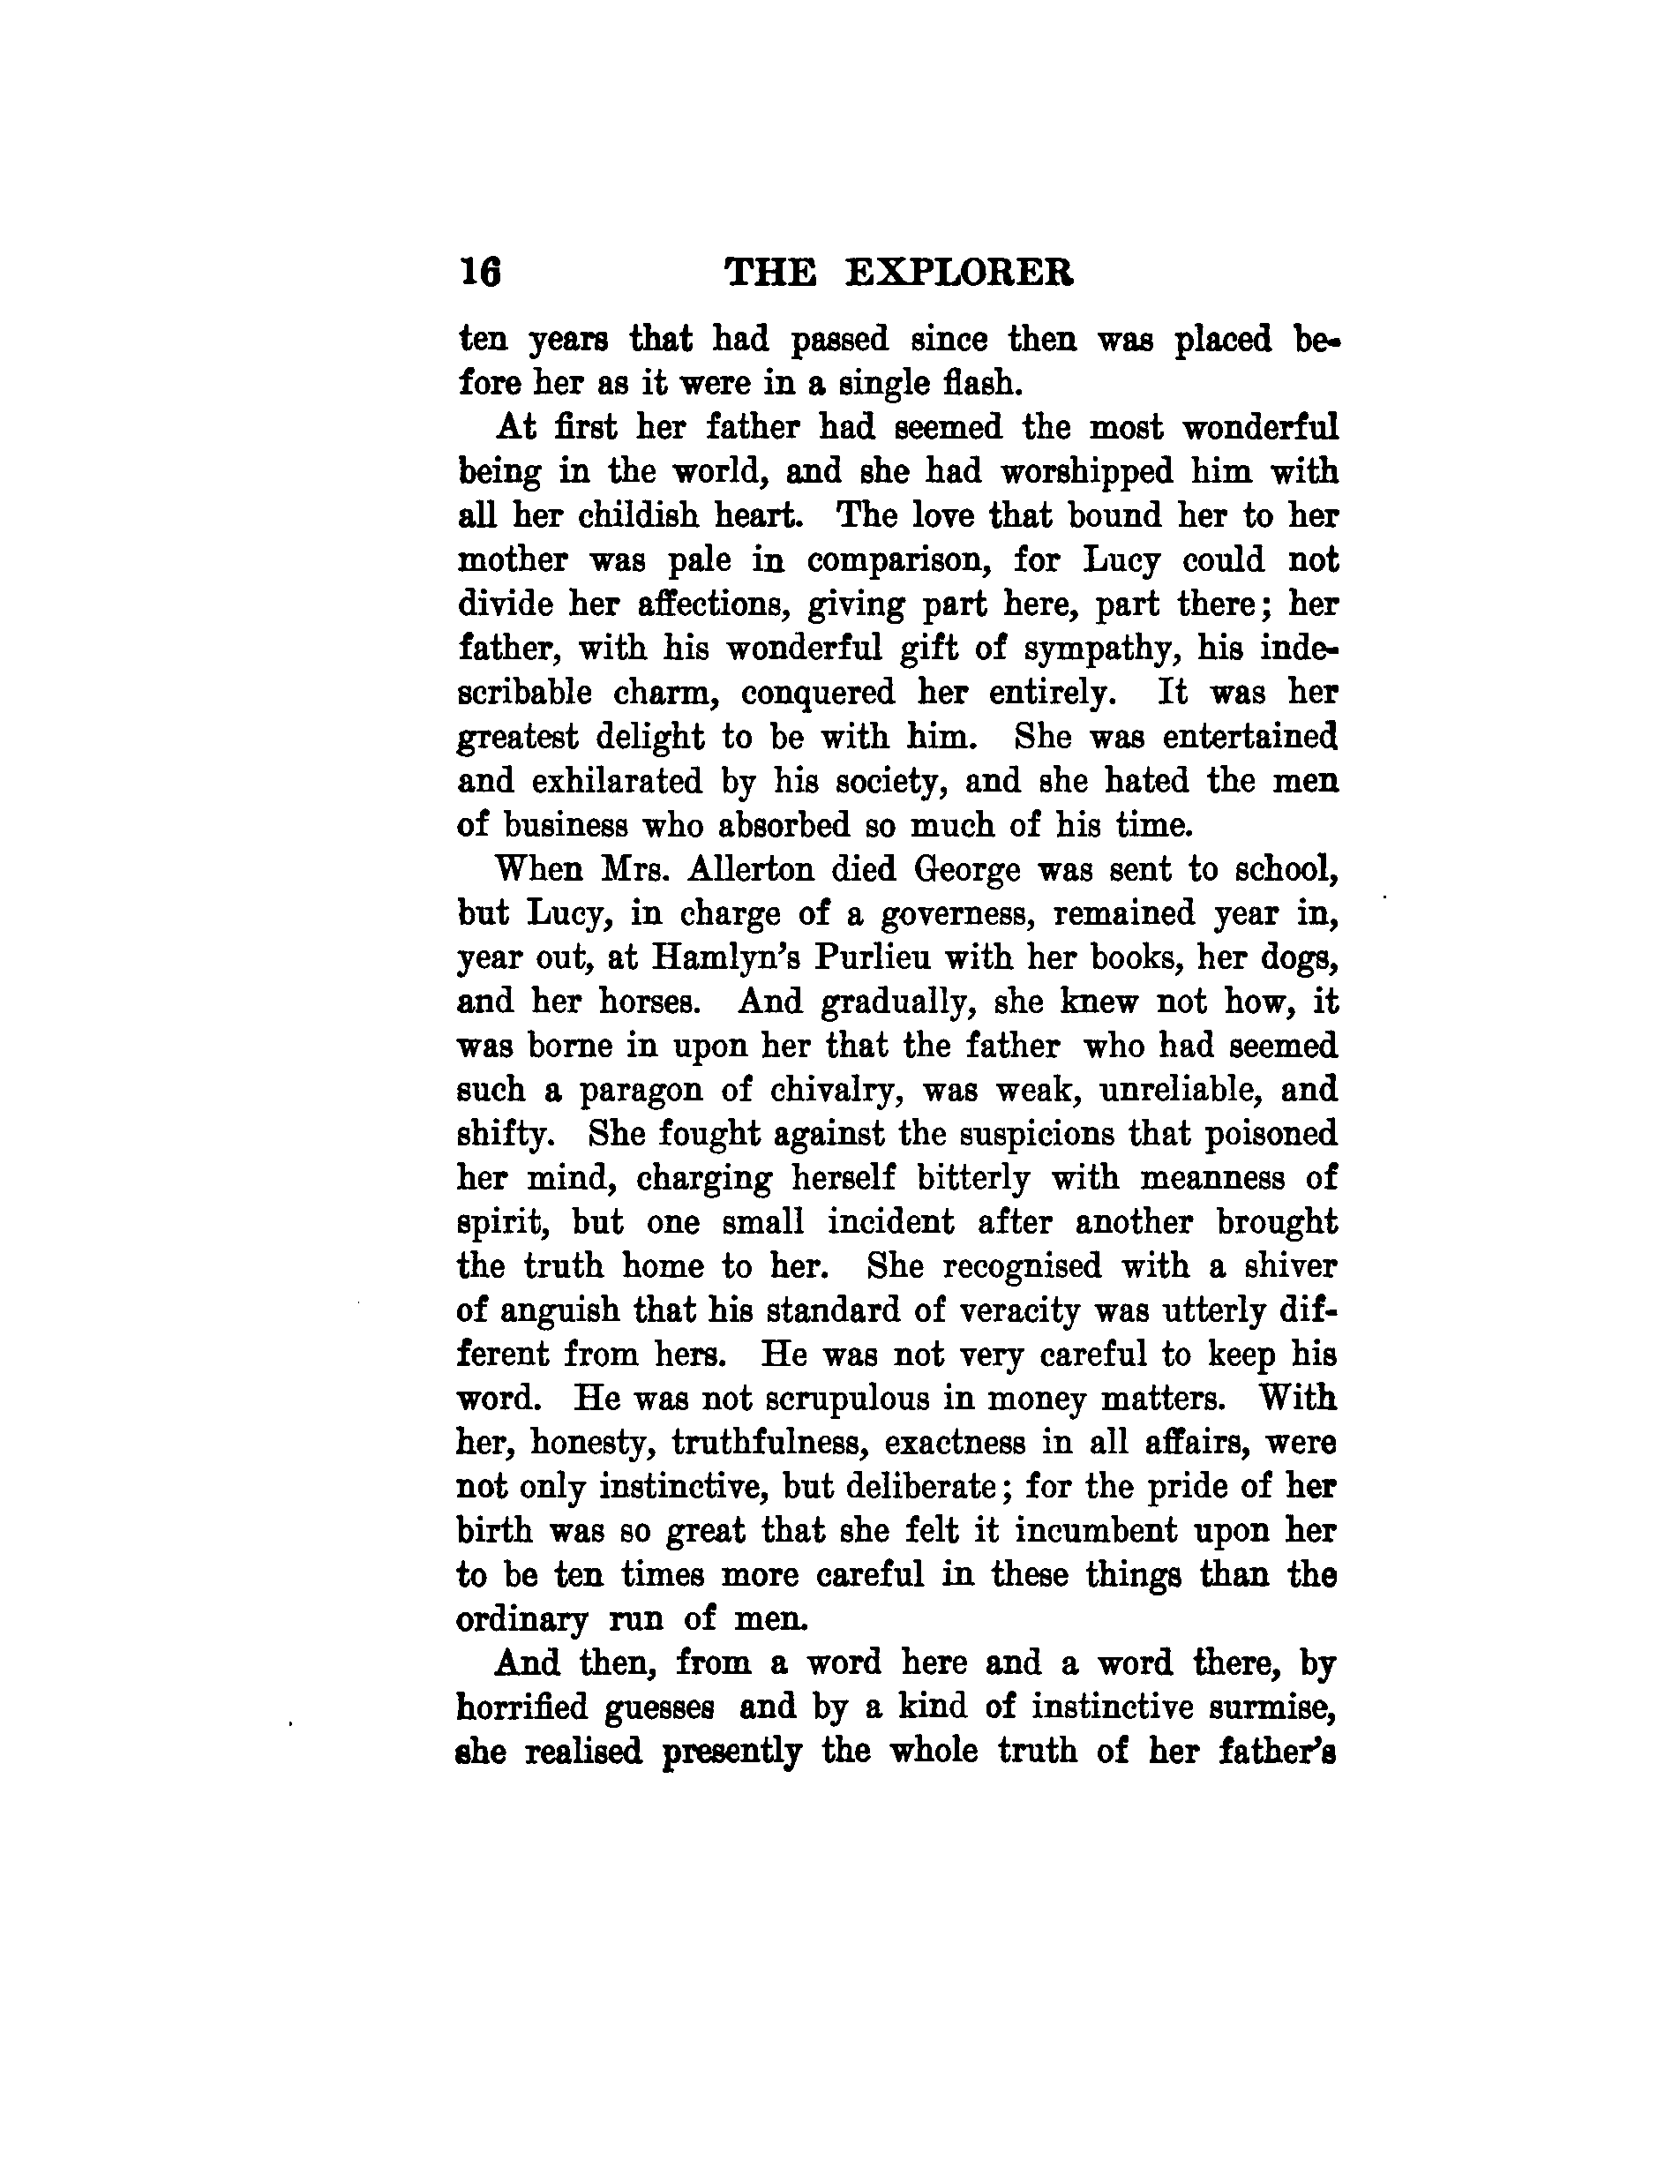 16 THE EXPLORER
ten years that had passed since then was placed be-
fore her as it were in a single flash.
At first her father had seemed the most wonderful
being in the world, and she had worshipped him with
all her childish heart. The love that bound her to her
mother was pale in comparison, for Lucy could not
divide her affections, giving part here, part there; her
father, with his wonderful gift of sympathy, his inde-
scribable charm, conquered her entirely. It was her
greatest delight to be with him. She was entertained
and exhilarated by his society, and she hated the men
of business who absorbed so much of his time.
When Mrs. Allerton died George was sent to school,
but Lucy, in charge of a governess, remained year in,
year out, at Hamlyn's Purlieu with her books, her dogs,
and her horses. And gradually, she knew not how, it
was borne in upon her that the father who had seemed
such a paragon of chivalry, was weak, unreliable, and
shifty. She fought against the suspicions that poisoned
her mind, charging herself bitterly with meanness of
spirit, but one small incident after another brought
the truth home to her. She recognised with a shiver
of anguish that his standard of veracity was utterly dif-
ferent from hers. He was not very careful to keep his
word. He was not scrupulous in money matters. With
her, honesty, truthfulness, exactness in all affairs, were
not only instinctive, but deliberate; for the pride of her
birth was so great that she felt it incumbent upon her
to be ten times more careful in these things than the
ordinary run of men.
And then, from a word here and a word there, by
horrified guesses and by a kind of instinctive surmise,
she realised presently the whole truth of her father's